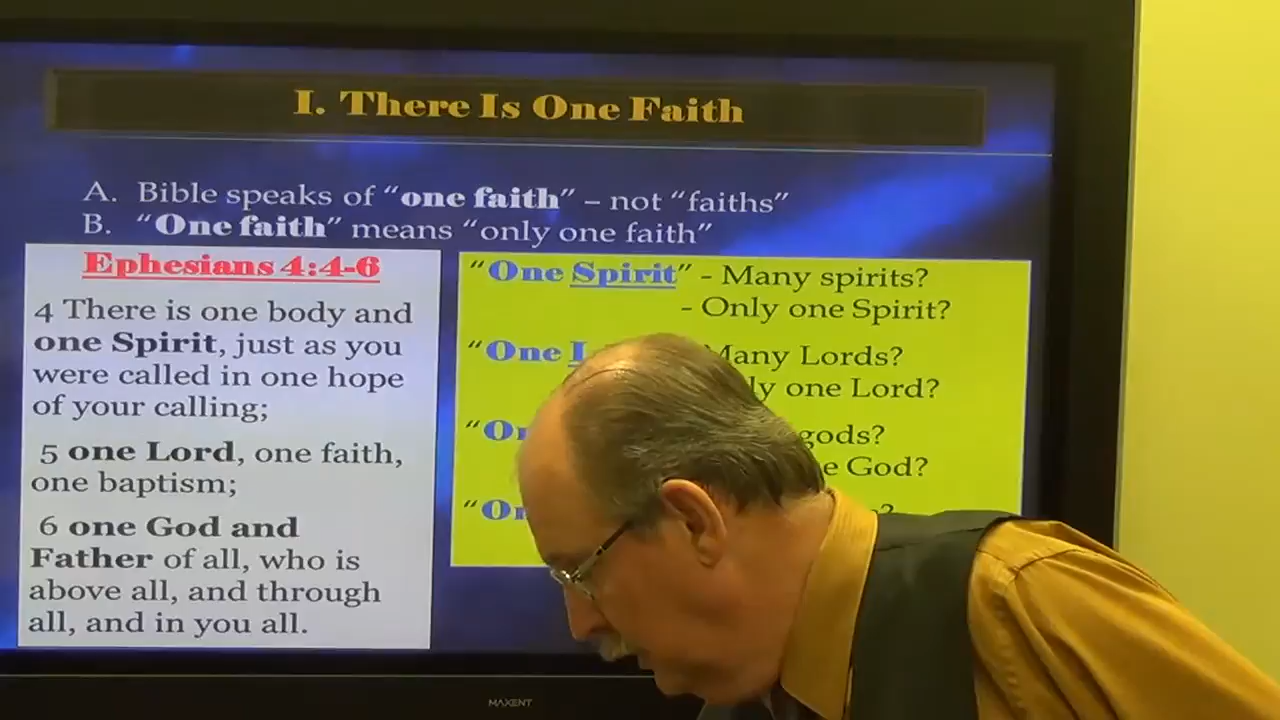 I. There Is One Faith
A. Bible speaks of “one faith” – not “faiths”
B. “One faith” means “only one faith”
Ephesians 4:4-6
4 There is one body and
one Spirit, just as you
were called in one hope
of your calling;
5 one Lord, one faith,
one baptism;
6 one God and
Father of all, who is
above all, and through
all, and in you all.
“One Spirit” - Many spirits?
- Only one Spirit?
“One Many Lords?
one Lord?
gods?
God?
MAXENT